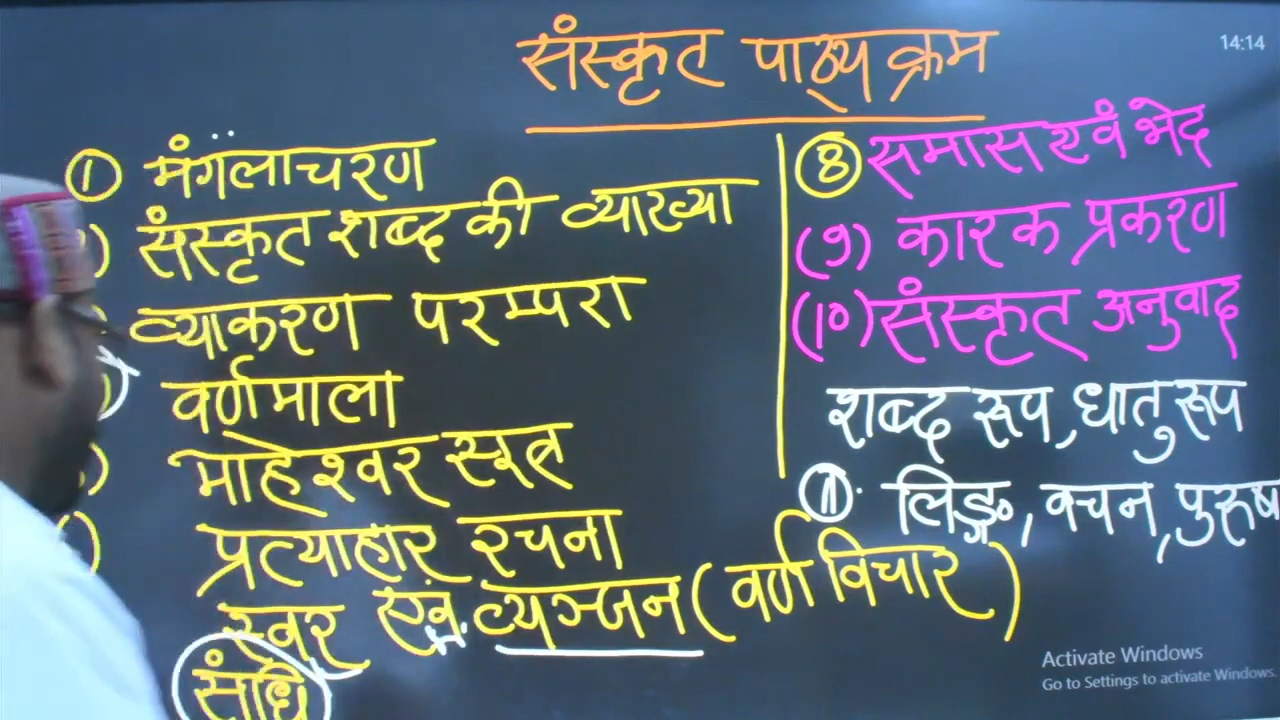 संस्कृत पाठ्यक्रम
14:14
① मंगलाचरण
संस्कृत शब्द की व्याख्या
व्याकरण परम्परा
वर्णमाला
माहेश्वर सूत्र
प्रत्याहार रचना
स्वर एवं व्यञ्जन (वर्ण विचार)
संधि
⑧ समास एवं भेद
(9) कारक प्रकरण
(10) संस्कृत अनुवाद
शब्द रूप, धातु रूप
⑪. लिङ्ग, वचन, पुरुष
Activate Windows
Go to Settings to activate Windows.